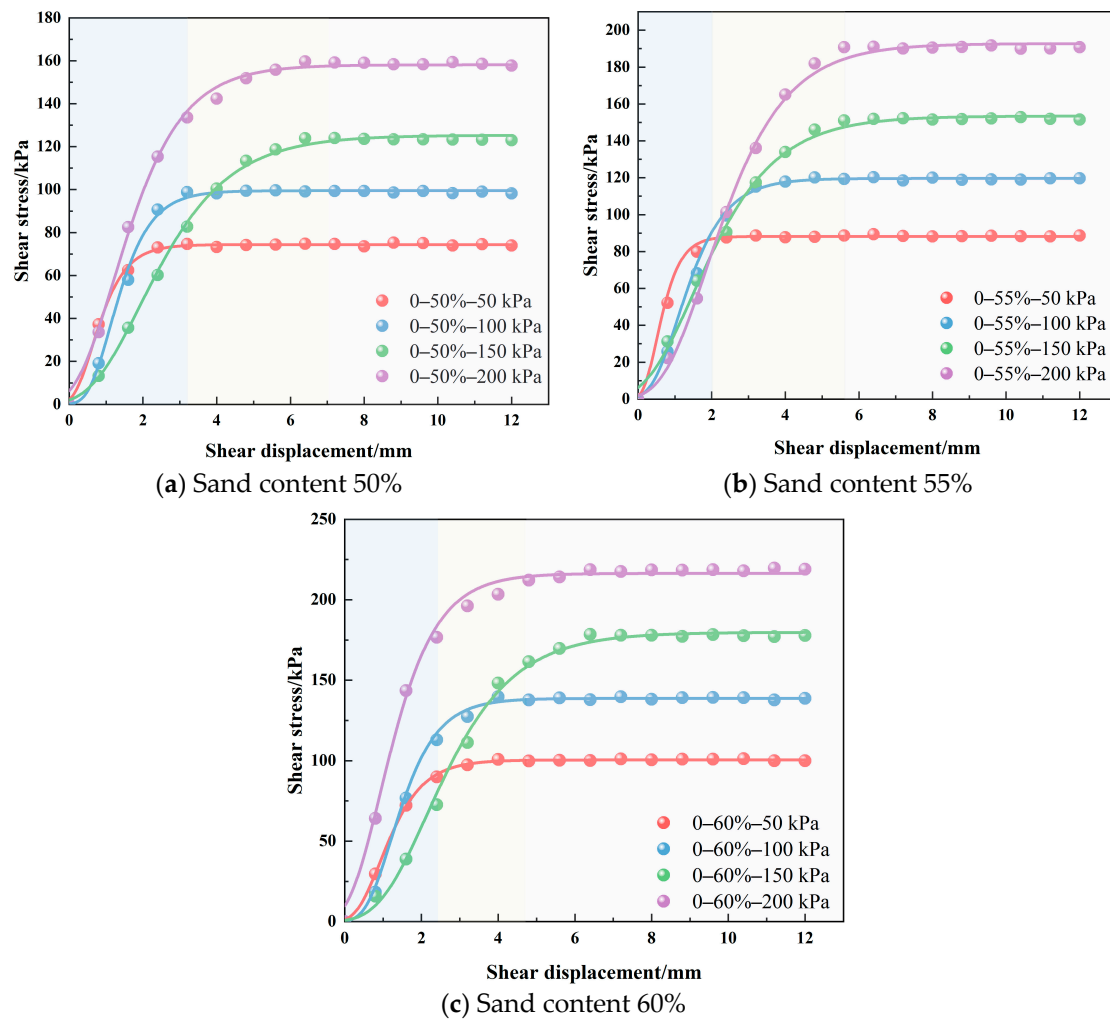 180
160
140
120
100
80
60
40
20
0
Shear stress/kPa
0–50%–50 kPa
0–50%–100 kPa
0–50%–150 kPa
0–50%–200 kPa
0 2 4 6 8 10 12
Shear displacement/mm
(a) Sand content 50%
200
180
160
140
120
100
80
60
40
20
0
Shear stress/kPa
0–55%–50 kPa
0–55%–100 kPa
0–55%–150 kPa
0–55%–200 kPa
0 2 4 6 8 10 12
Shear displacement/mm
(b) Sand content 55%
250
200
150
100
50
0
Shear stress/kPa
0–60%–50 kPa
0–60%–100 kPa
0–60%–150 kPa
0–60%–200 kPa
0 2 4 6 8 10 12
Shear displacement/mm
(c) Sand content 60%